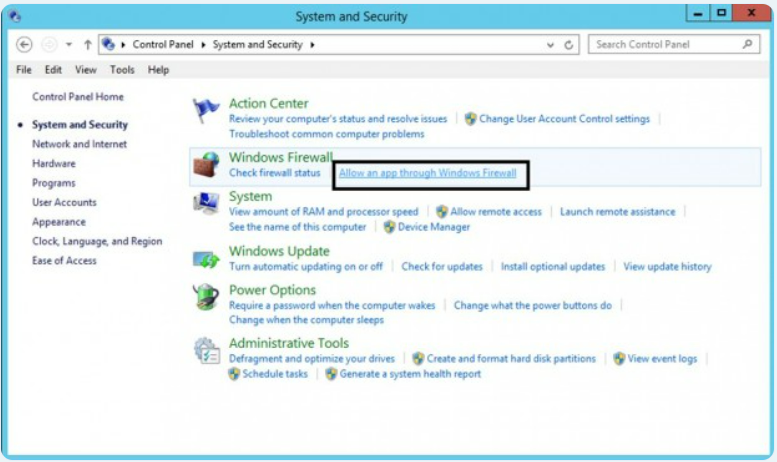 System and Security
Control Panel ▸ System and Security ▸
Search Control Panel
File Edit View Tools Help
Control Panel Home
System and Security
Network and Internet
Hardware
Programs
User Accounts
Appearance
Clock, Language, and Region
Ease of Access
Action Center
Review your computer's status and resolve issues | Change User Account Control settings |
Troubleshoot common computer problems
Windows Firewall
Check firewall status Allow an app through Windows Firewall
System
View amount of RAM and processor speed | Allow remote access | Launch remote assistance |
See the name of this computer | Device Manager
Windows Update
Turn automatic updating on or off | Check for updates | Install optional updates | View update history
Power Options
Require a password when the computer wakes | Change what the power buttons do |
Change when the computer sleeps
Administrative Tools
Defragment and optimize your drives | Create and format hard disk partitions | View event logs |
Schedule tasks | Generate a system health report